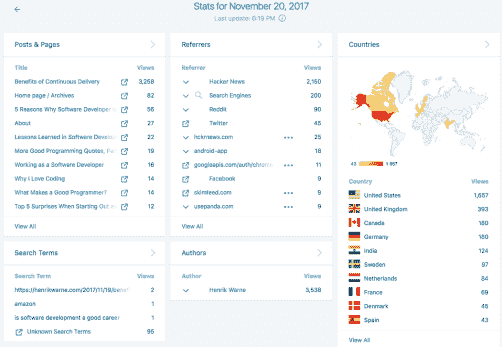 Stats for November 20, 2017
Last update: 6:19 PM
Posts & Pages
Title Views
Benefits of Continuous Delivery 3,258
Home page / Archives 82
5 Reasons Why Software Developer 56
About 27
Lessons Learned in Software Develo 22
More Good Programming Quotes, Pa 19
Working as a Software Developer 16
Why I Love Coding 14
What Makes a Good Programmer? 14
Top 5 Surprises When Starting Out a 12
View All
Search Terms
Search Term Views
https://henrikwarne.com/2017/11/19/benef 2
amazon 1
is software development a good career 1
Unknown Search Terms 95
Referrers
Referrer Views
Hacker News 2,150
Search Engines 200
Reddit 90
Twitter 45
hckrnews.com 25
android-app 18
googleapis.com/auth/chrome 11
Facebook 9
skimfeed.com 9
usepanda.com 9
View All
Authors
Author Views
Henrik Warne 3,538
Countries
43 1 657
Country Views
United States 1,657
United Kingdom 393
Canada 180
Germany 180
India 124
Sweden 97
Netherlands 84
France 69
Denmark 48
Spain 43
View All